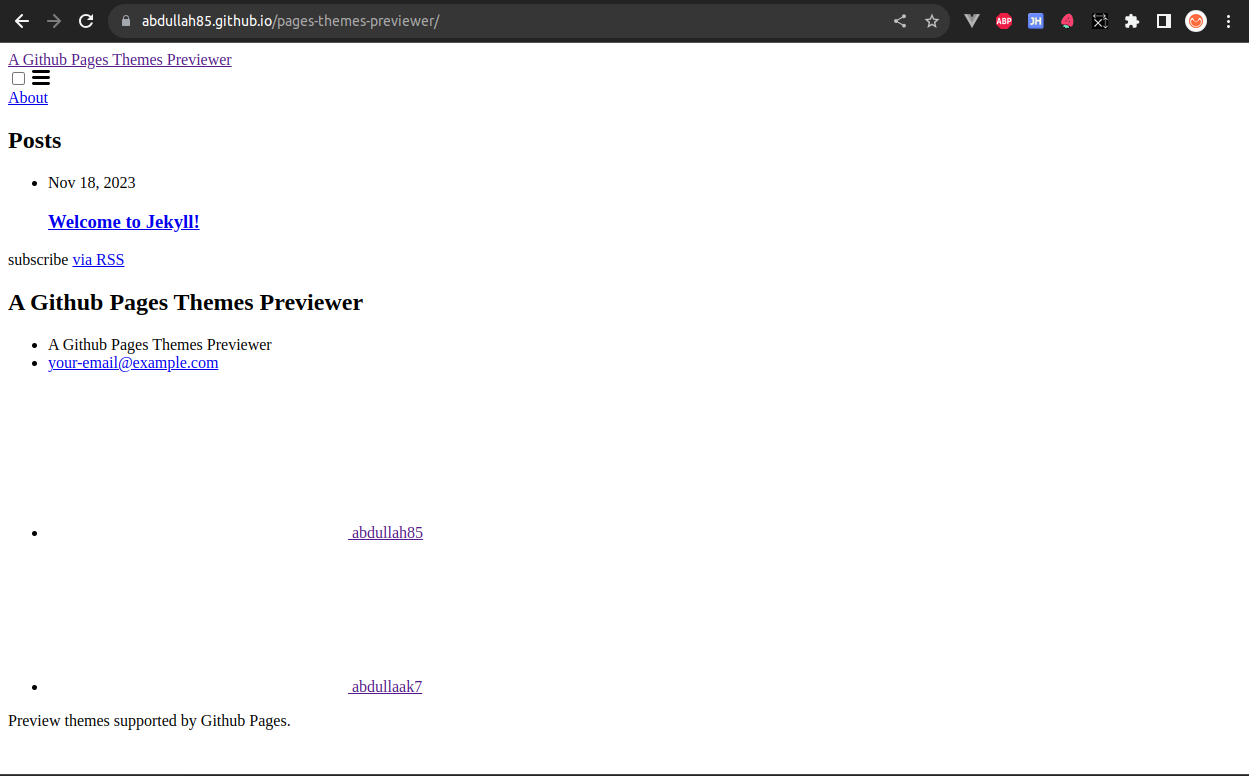 abdullah85.github.io/pages-themes-previewer/
ABP
JH
A Github Pages Themes Previewer
About
Posts
Nov 18, 2023
Welcome to Jekyll!
subscribe via RSS
A Github Pages Themes Previewer
A Github Pages Themes Previewer
your-email@example.com
abdullah85
abdullaak7
Preview themes supported by Github Pages.